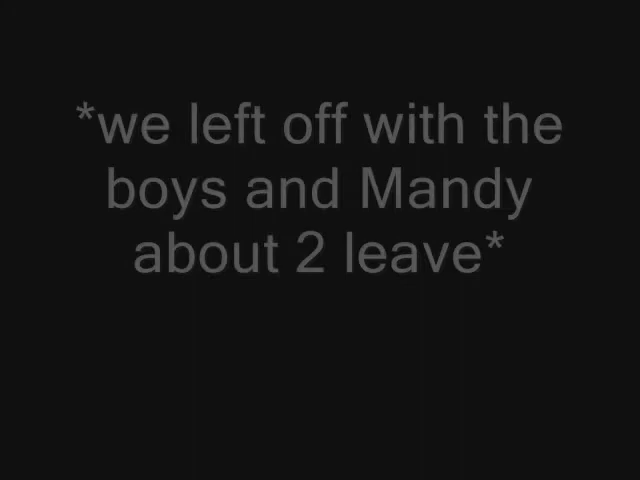 *we left off with the
boys and Mandy
about 2 leave*